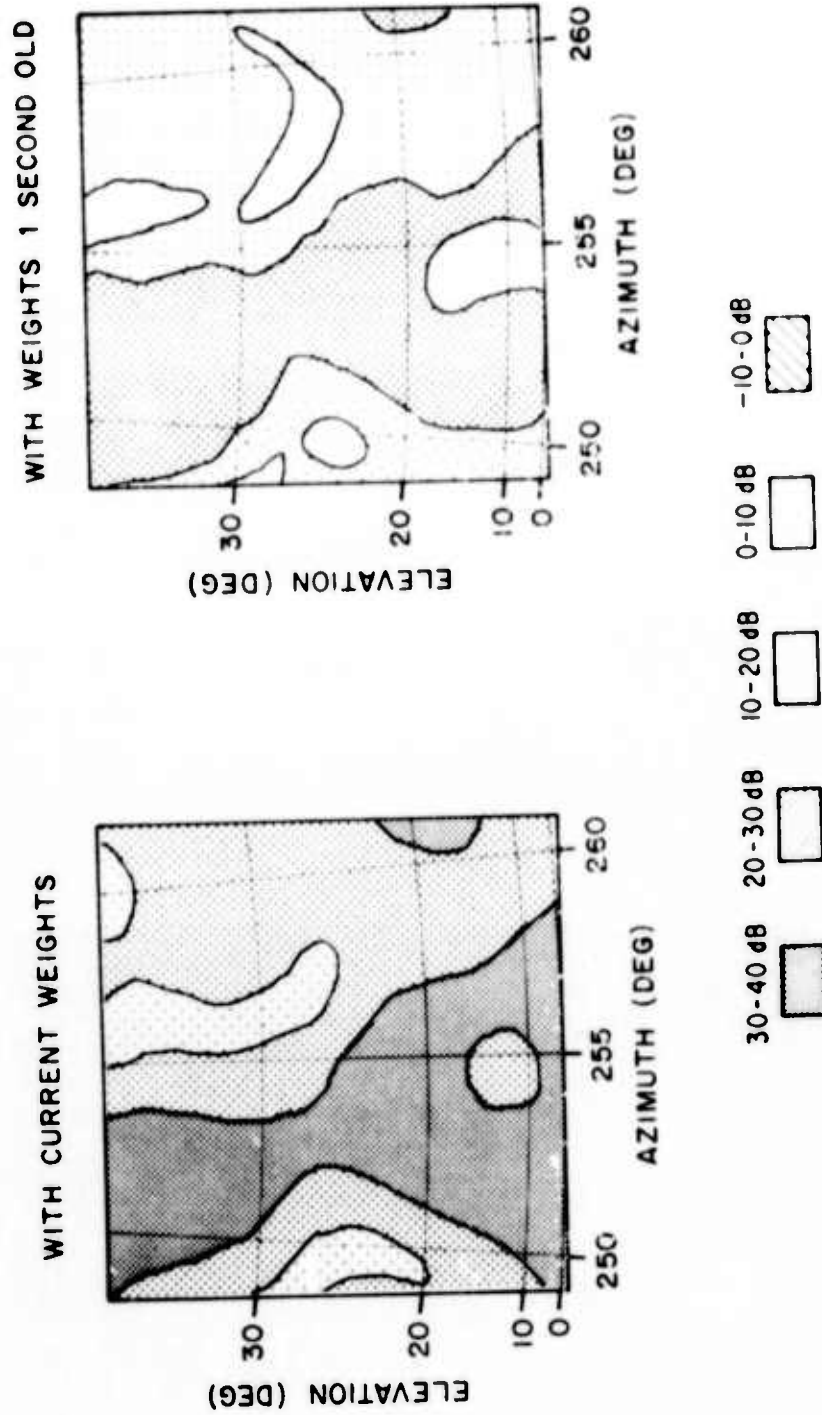 WITH CURRENT WEIGHTS
ELEVATION (DEG)
30
20
10
0
250
255
260
AZIMUTH (DEG)
WITH WEIGHTS 1 SECOND OLD
ELEVATION (DEG)
30
20
10
0
250
255
260
AZIMUTH (DEG)
30-40 dB
20-30 dB
10-20 dB
0-10 dB
-10-0 dB